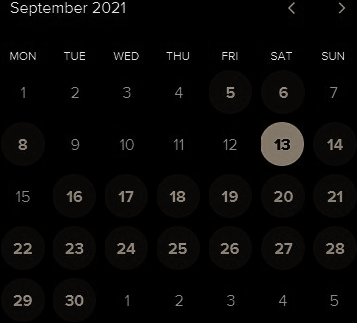 September 2021
MON TUE WED THU FRI SAT SUN
1 2 3 4 5 6 7
8 9 10 11 12 13 14
15 16 17 18 19 20 21
22 23 24 25 26 27 28
29 30 1 2 3 4 5